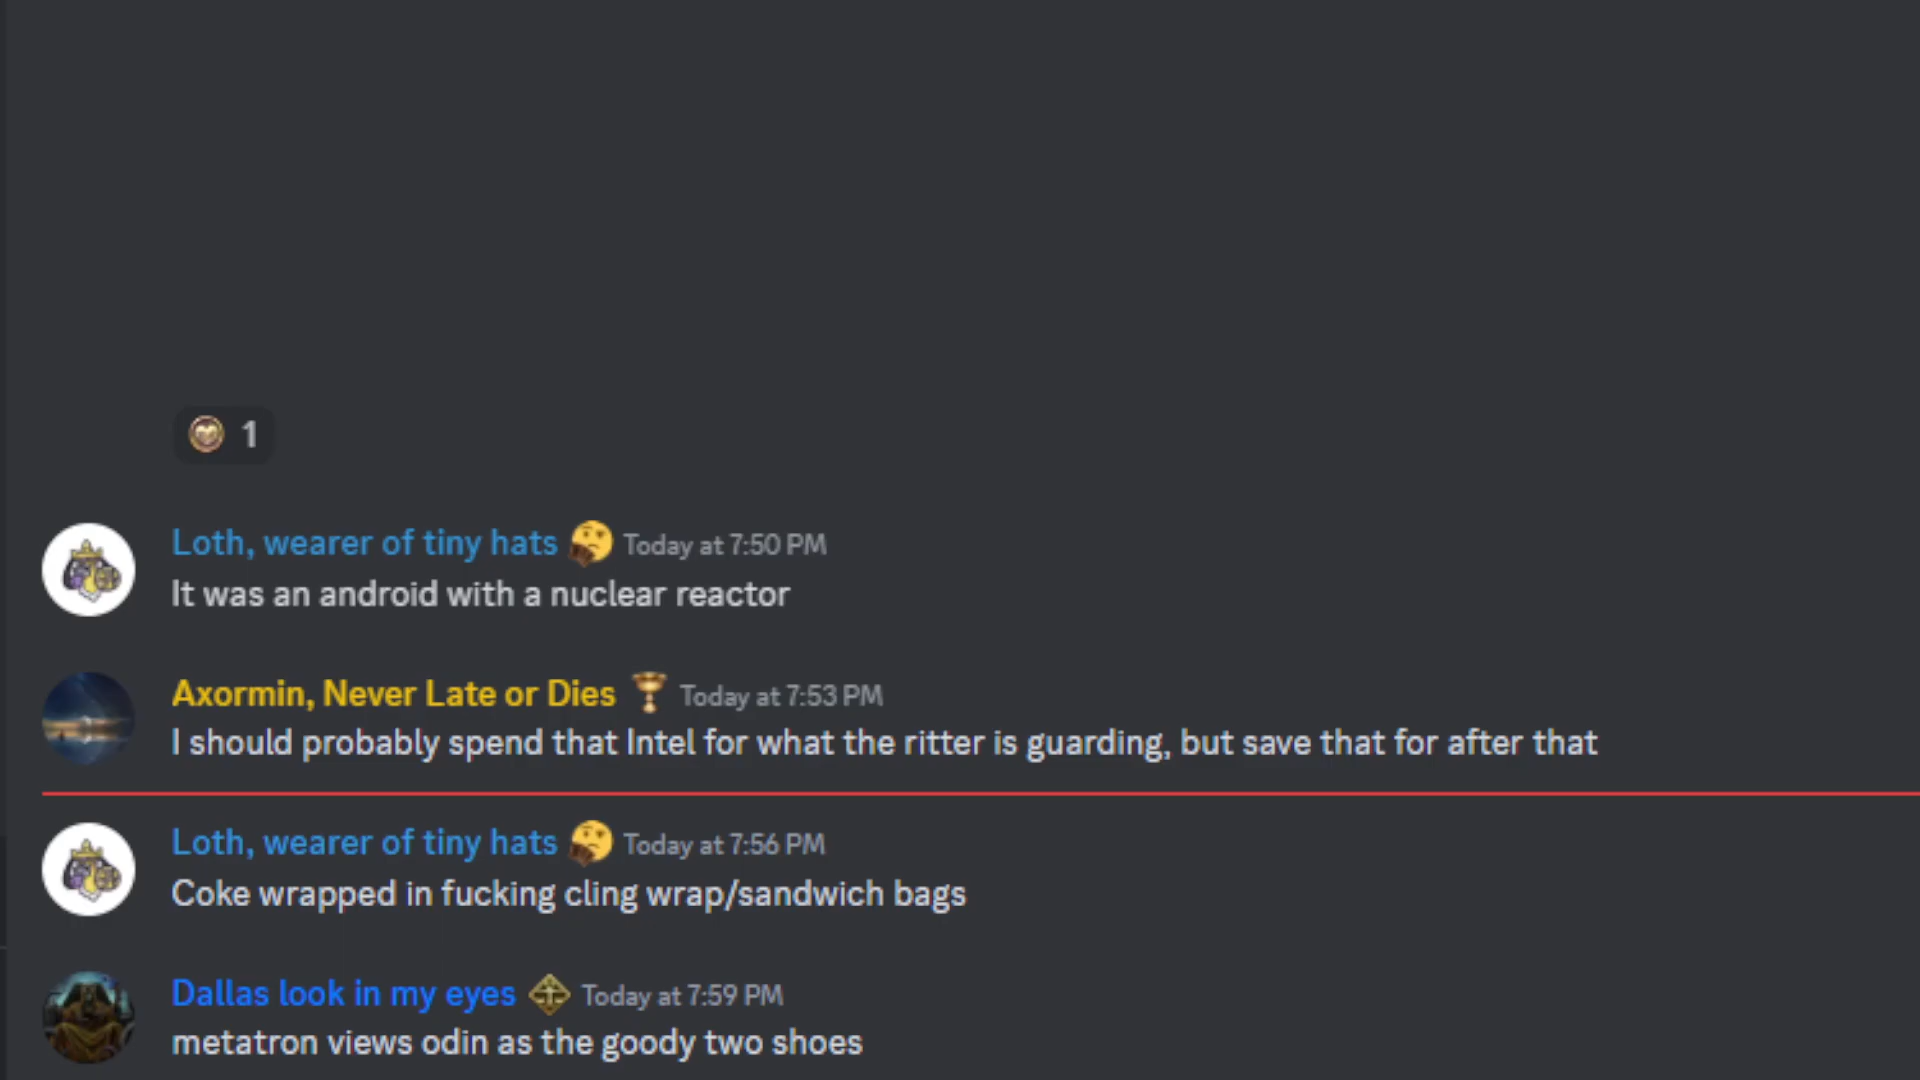 1
Loth, wearer of tiny hats Today at 7:50 PM
It was an android with a nuclear reactor
Axormin, Never Late or Dies Today at 7:53 PM
I should probably spend that Intel for what the ritter is guarding, but save that for after that
Loth, wearer of tiny hats Today at 7:56 PM
Coke wrapped in fucking cling wrap/sandwich bags
Dallas look in my eyes Today at 7:59 PM
metatron views odin as the goody two shoes